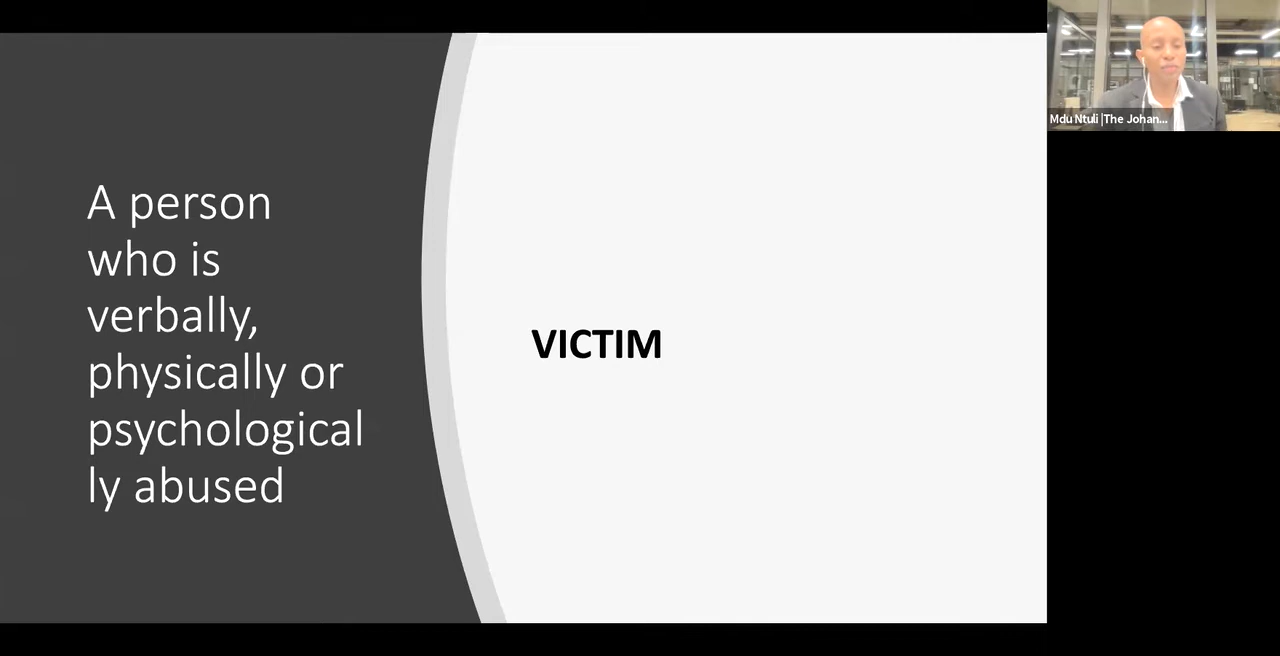 A person
who is
verbally,
physically or
psychological
ly abused
VICTIM
Mdu Ntuli |The Johan...